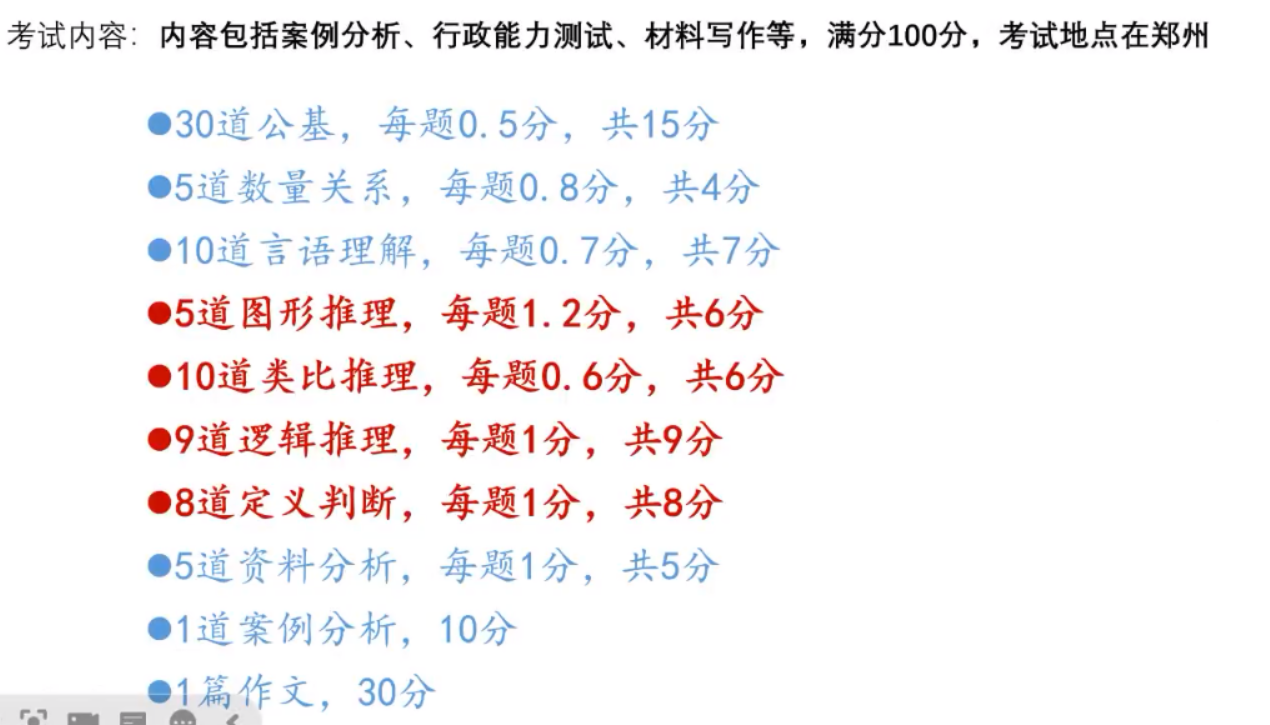 考试内容：内容包括案例分析、行政能力测试、材料写作等，满分100分，考试地点在郑州
●30道公基，每题0.5分，共15分
●5道数量关系，每题0.8分，共4分
●10道言语理解，每题0.7分，共7分
●5道图形推理，每题1.2分，共6分
●10道类比推理，每题0.6分，共6分
●9道逻辑推理，每题1分，共9分
●8道定义判断，每题1分，共8分
●5道资料分析，每题1分，共5分
●1道案例分析，10分
●1篇作文，30分